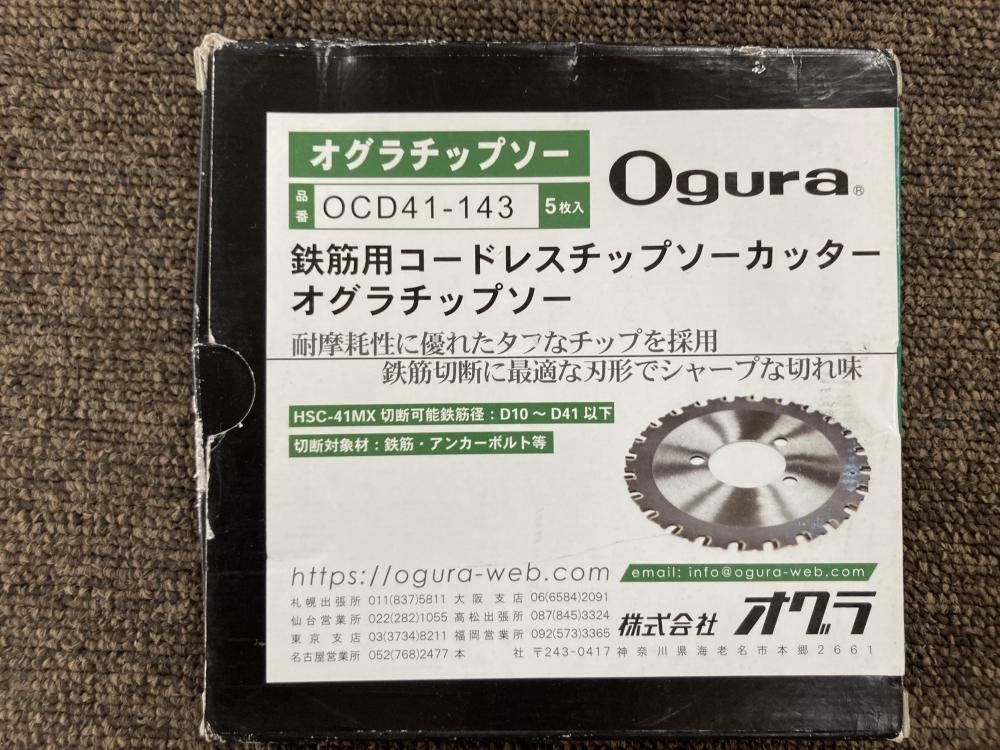 オグラチップソー
Ogura®
品番 OCD41-143 5枚入
鉄筋用コードレスチップソーカッター
オグラチップソー
耐摩耗性に優れたタフなチップを採用
鉄筋切断に最適な刃形でシャープな切れ味
HSC-41MX 切断可能鉄筋径：D10～D41以下
切断対象材：鉄筋・アンカーボルト等
https://ogura-web.com
email: info@ogura-web.com
札幌出張所 011(837)5811 大阪支店 06(6584)2091
仙台営業所 022(282)1055 高松出張所 087(845)3324
東京支店 03(3734)8211 福岡営業所 092(573)3365
株式会社 オグラ
名古屋営業所 052(768)2477 本社 〒243-0417 神奈川県海老名市本郷2661